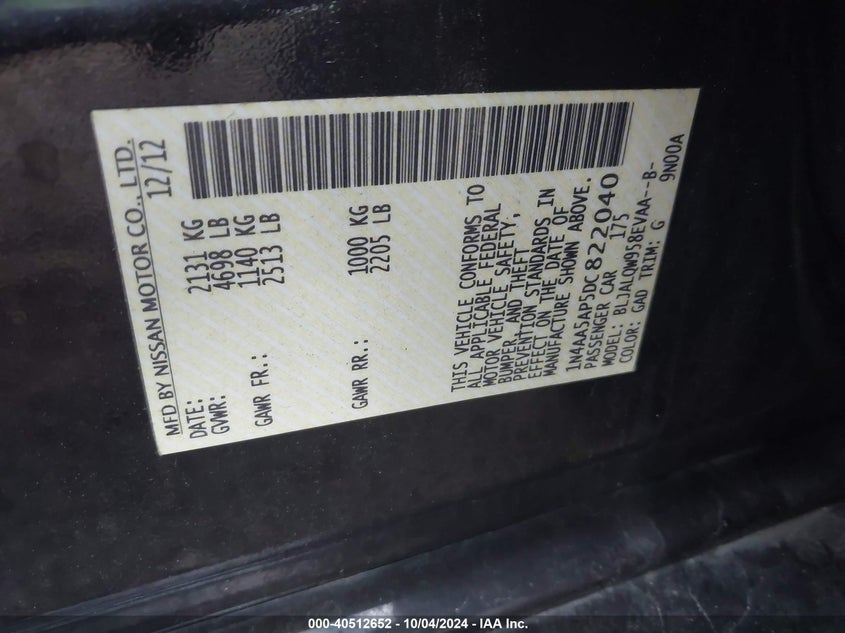 MFD BY NISSAN MOTOR CO., LTD.
DATE: 12/12
GVWR: 2131 KG
4698 LB
GAWR FR.: 1140 KG
2513 LB
GAWR RR.: 1000 KG
2205 LB
THIS VEHICLE CONFORMS TO
ALL APPLICABLE FEDERAL
MOTOR VEHICLE SAFETY,
BUMPER, AND THEFT
PREVENTION STANDARDS IN
EFFECT ON THE DATE OF
MANUFACTURE SHOWN ABOVE.
1N4AA5AP5DC822040
PASSENGER CAR 175
MODEL: BLJALQW958EVAA--B-
COLOR: GAD TRIM: G 9N00A
000-40512652 - 10/04/2024 - IAA Inc.